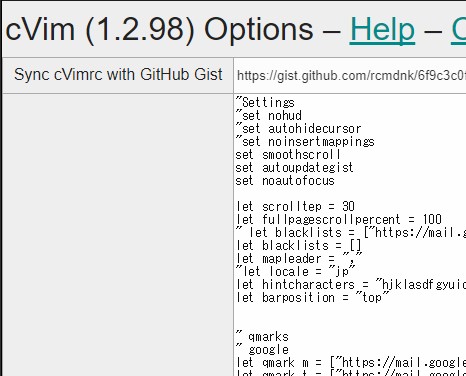 cVim (1.2.98) Options – Help –
Sync cVimrc with GitHub Gist
https://gist.github.com/rcmdnk/6f9c3c0
"Settings
"set nohud
"set autohidecursor
"set noinsertmappings
set smoothscroll
set autoupdategist
set noautofocus
let scrolltep = 30
let fullpagescrollpercent = 100
" let blacklists = ["https://mail.g
let blacklists = []
let mapleader = ","
"let locale = "jp"
let hintcharacters = "hjklasdfgyuio
let barposition = "top"
" qmarks
" google
let qmark m = ["https://mail.google
let qmark t = ["https://mail.google